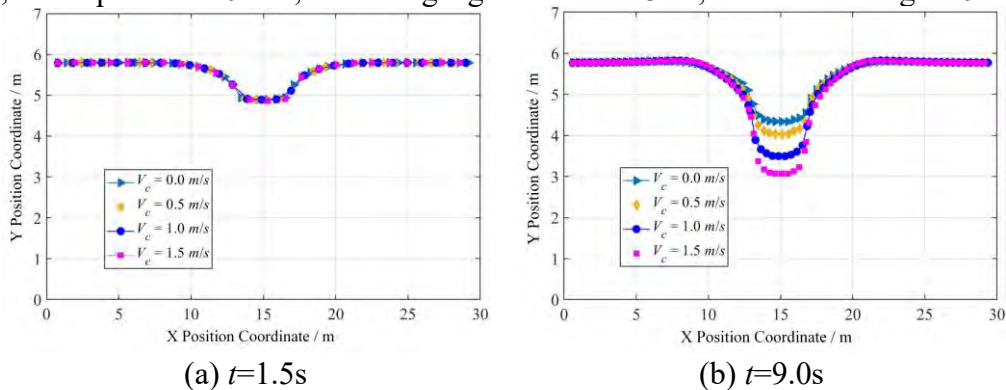 7
6
5
4
3
2
1
0
Y Position Coordinate / m
V_c = 0.0 m/s
V_c = 0.5 m/s
V_c = 1.0 m/s
V_c = 1.5 m/s
0 5 10 15 20 25 30
X Position Coordinate / m
(a) t=1.5s
7
6
5
4
3
2
1
0
Y Position Coordinate / m
V_c = 0.0 m/s
V_c = 0.5 m/s
V_c = 1.0 m/s
V_c = 1.5 m/s
0 5 10 15 20 25 30
X Position Coordinate / m
(b) t=9.0s